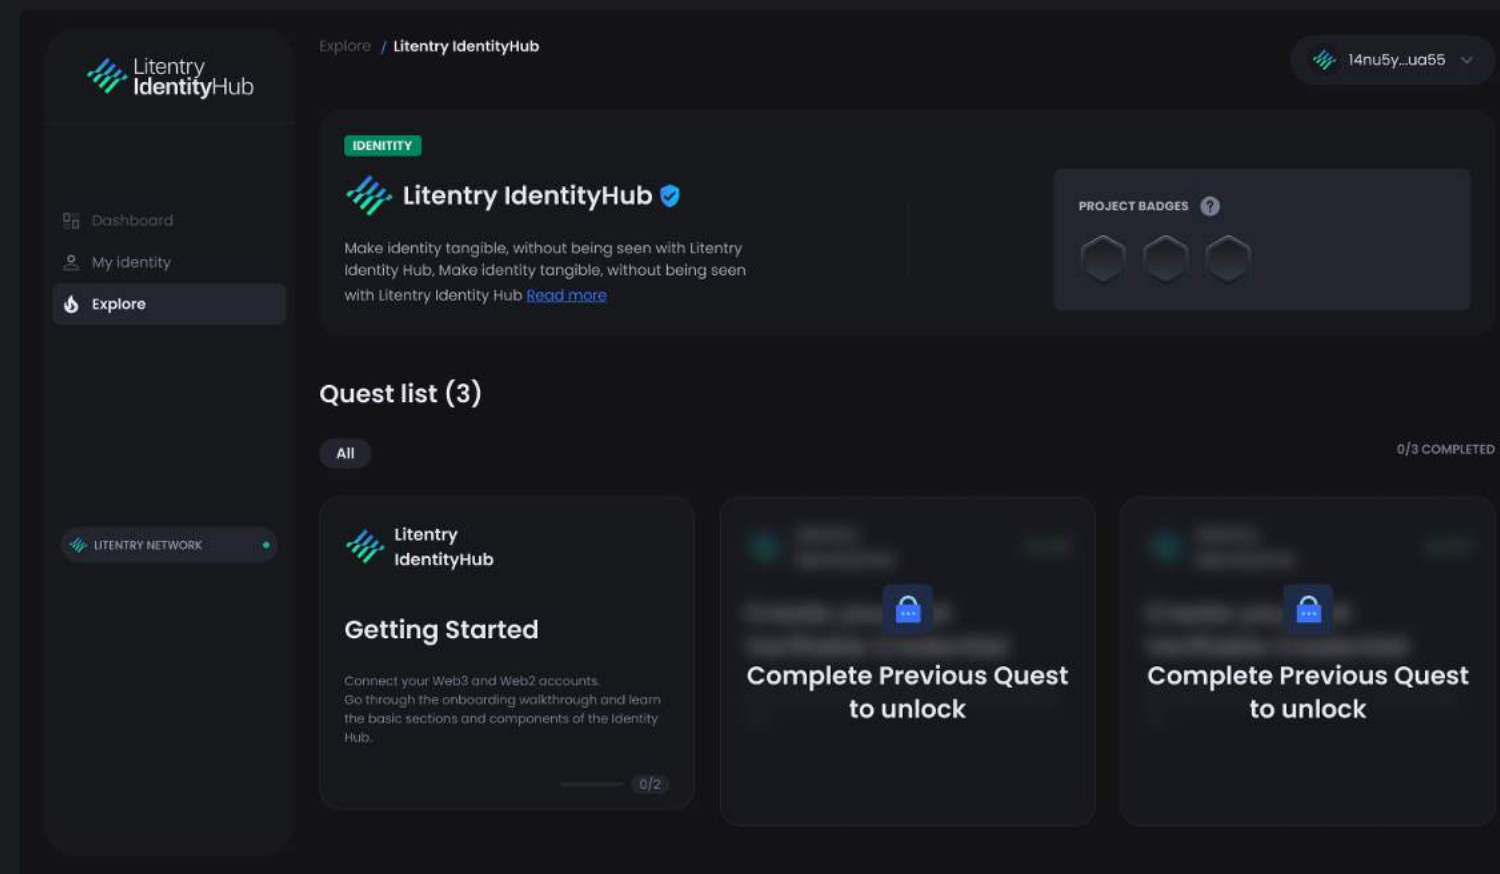 Litentry
IdentityHub
Explore / Litentry IdentityHub
14nu5y...ua55
Dashboard
My identity
Explore
LITENTRY NETWORK
IDENITITY
Litentry IdentityHub
Make identity tangible, without being seen with Litentry
Identity Hub, Make identity tangible, without being seen
with Litentry Identity Hub Read more
PROJECT BADGES ?
Quest list (3)
All
0/3 COMPLETED
Litentry
IdentityHub
Getting Started
Connect your Web3 and Web2 accounts.
Go through the onboarding walkthrough and learn
the basic sections and components of the Identity
Hub.
0/2
Complete Previous Quest
to unlock
Complete Previous Quest
to unlock